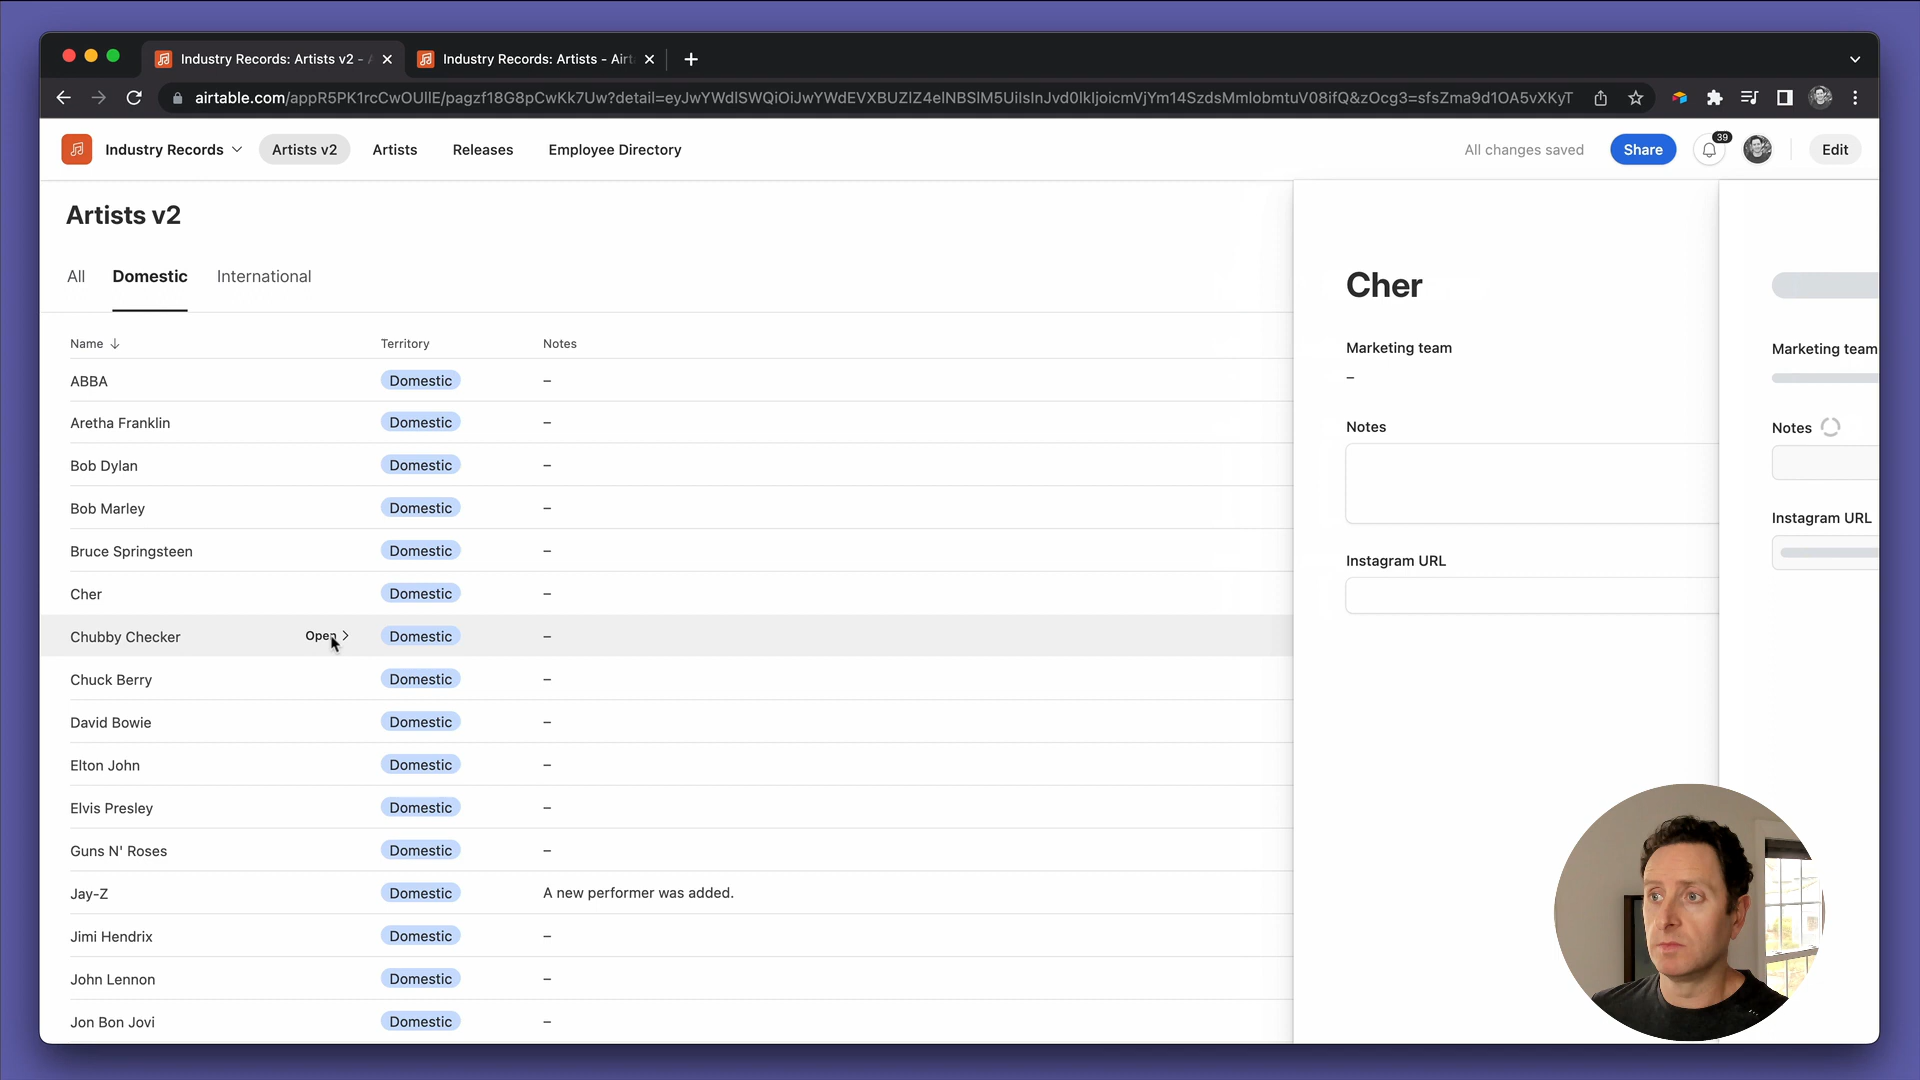 Industry Records: Artists v2 - A
Industry Records: Artists - Airt
airtable.com/appR5PK1rcCwOUllE/pagzf18G8pCwKk7Uw?detail=eyJwYWdlSWQiOiJwYWdEVXBUZlZ4elNBSlM5UiIsInJvd0lkIjoicmVjYm14SzdsMmlobmtuV08ifQ&zOcg3=sfsZma9d1OA5vXKyT
Industry Records
Artists v2
Artists
Releases
Employee Directory
All changes saved
Share
39
Edit
Artists v2
All
Domestic
International
Name
Territory
Notes
ABBA Domestic –
Aretha Franklin Domestic –
Bob Dylan Domestic –
Bob Marley Domestic –
Bruce Springsteen Domestic –
Cher Domestic –
Chubby Checker Open Domestic –
Chuck Berry Domestic –
David Bowie Domestic –
Elton John Domestic –
Elvis Presley Domestic –
Guns N' Roses Domestic –
Jay-Z Domestic A new performer was added.
Jimi Hendrix Domestic –
John Lennon Domestic –
Jon Bon Jovi Domestic –
Cher
Marketing team
–
Notes
Instagram URL
Marketing team
Notes
Instagram URL